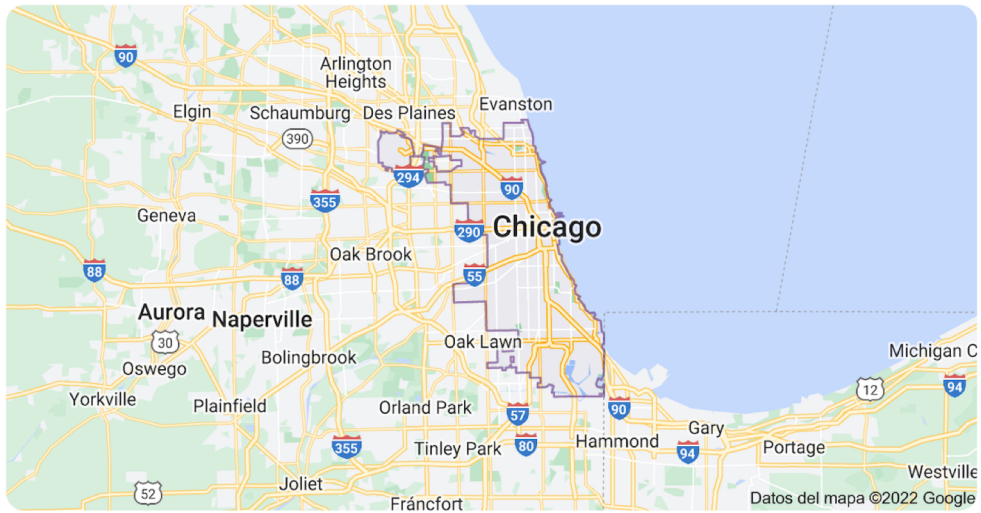 90
Arlington
Heights
Evanston
Elgin
Schaumburg
Des Plaines
390
294
90
355
Geneva
290
Chicago
Oak Brook
88
88
55
Aurora
Naperville
30
Oak Lawn
Michigan C
Bolingbrook
Oswego
12
94
Yorkville
Plainfield
Orland Park
57
90
Gary
355
Tinley Park
80
Hammond
94
Portage
Westville
Joliet
52
Fráncfort
Datos del mapa ©2022 Google